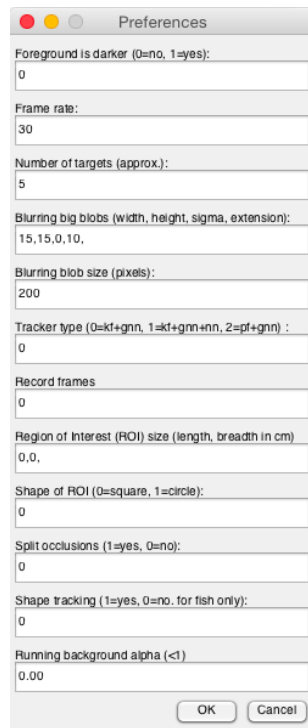 Preferences
Foreground is darker (0=no, 1=yes):
0
Frame rate:
30
Number of targets (approx.):
5
Blurring big blobs (width, height, sigma, extension):
15,15,0,10,
Blurring blob size (pixels):
200
Tracker type (0=kf+gnn, 1=kf+gnn+nn, 2=pf+gnn) :
0
Record frames
0
Region of Interest (ROI) size (length, breadth in cm)
0,0,
Shape of ROI (0=square, 1=circle):
0
Split occlusions (1=yes, 0=no):
0
Shape tracking (1=yes, 0=no. for fish only):
0
Running background alpha (<1)
0.00
OK Cancel